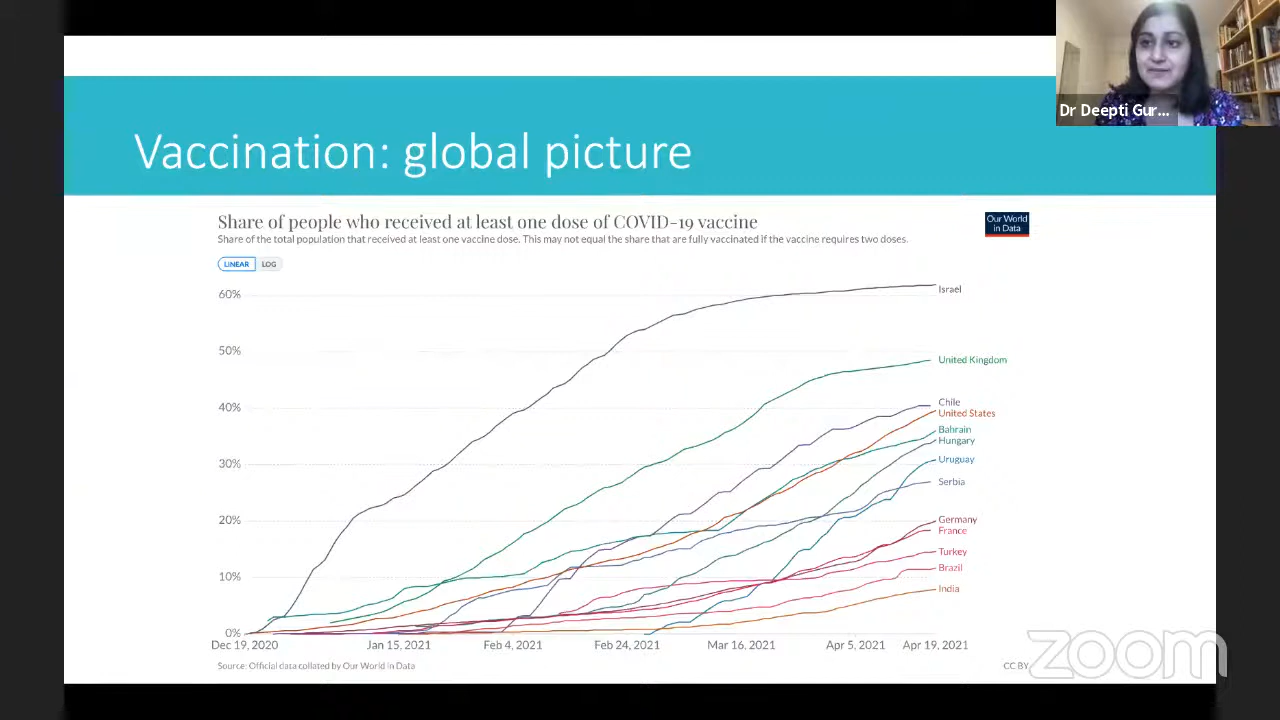 Dr Deepti Gur...
Vaccination: global picture
Share of people who received at least one dose of COVID-19 vaccine
Share of the total population that received at least one vaccine dose. This may not equal the share that are fully vaccinated if the vaccine requires two doses.
Our World
in Data
LINEAR LOG
60%
Israel
50%
United Kingdom
40%
Chile
United States
Bahrain
Hungary
30%
Uruguay
Serbia
20%
Germany
France
Turkey
10%
Brazil
India
0%
Dec 19, 2020 Jan 15, 2021 Feb 4, 2021 Feb 24, 2021 Mar 16, 2021 Apr 5, 2021 Apr 19, 2021
Source: Official data collated by Our World in Data CC BY
zoom